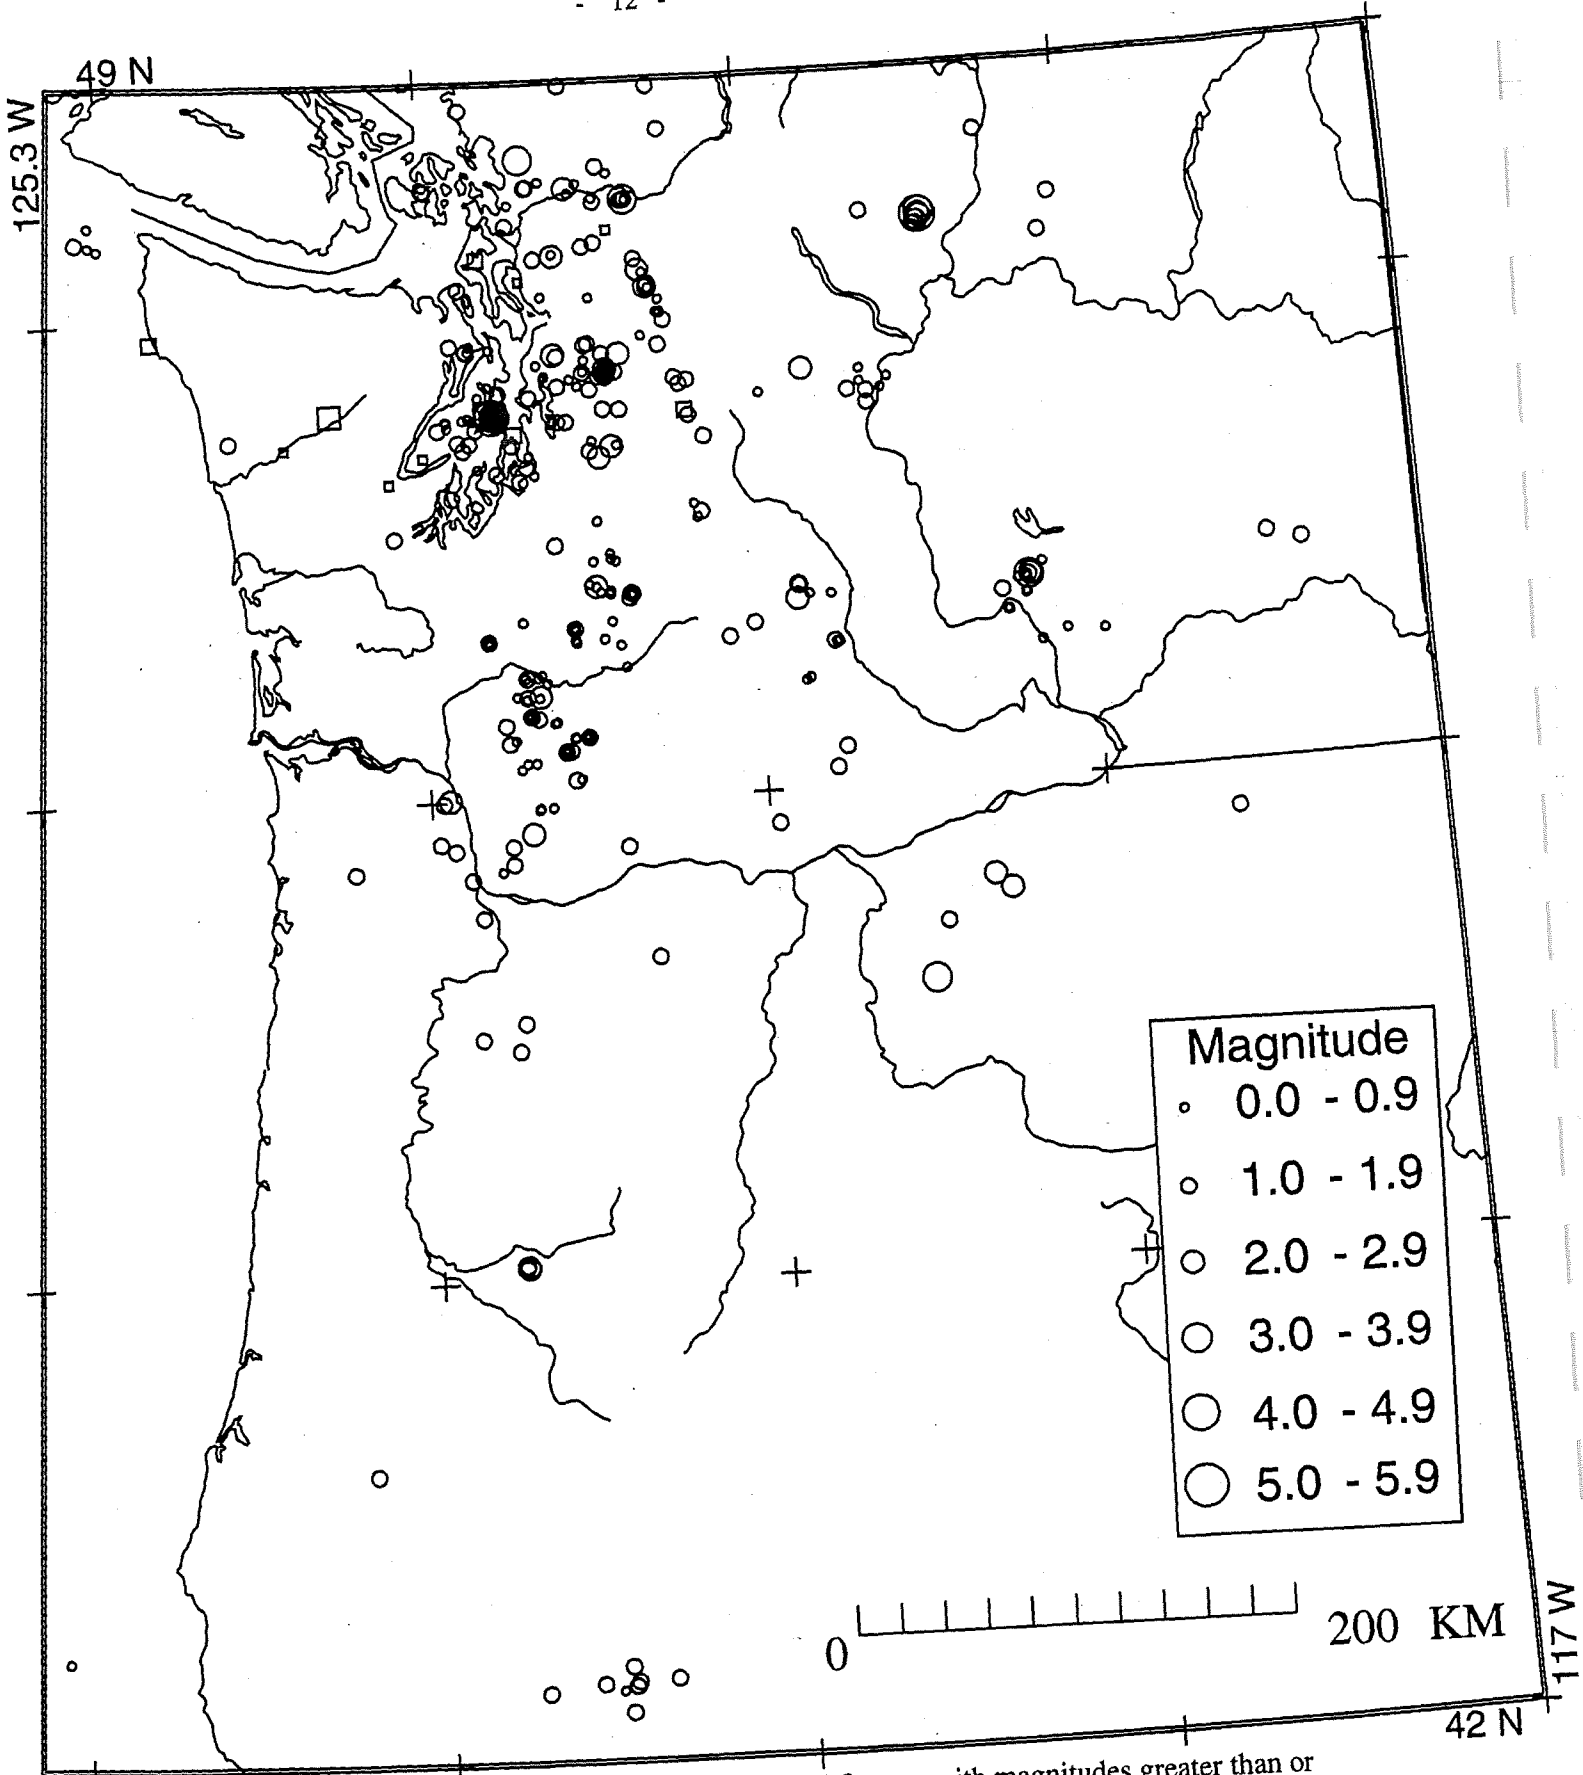 - 12 -
49 N
125.3 W
Magnitude
0.0 - 0.9
1.0 - 1.9
2.0 - 2.9
3.0 - 3.9
4.0 - 4.9
5.0 - 5.9
0 200 KM
117 W
42 N
magnitudes greater than or